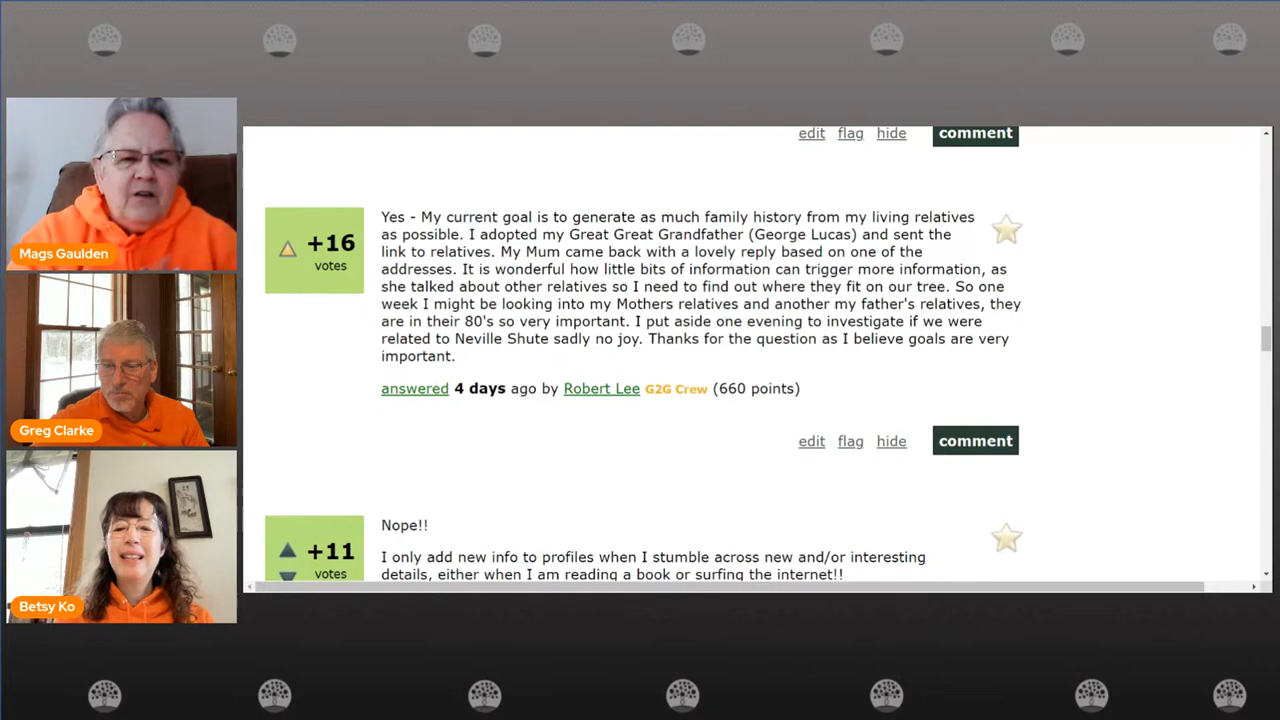 Mags Gaulden
Greg Clarke
Betsy Ko
edit flag hide comment
+16
votes
Yes - My current goal is to generate as much family history from my living relatives
as possible. I adopted my Great Great Grandfather (George Lucas) and sent the
link to relatives. My Mum came back with a lovely reply based on one of the
addresses. It is wonderful how little bits of information can trigger more information, as
she talked about other relatives so I need to find out where they fit on our tree. So one
week I might be looking into my Mothers relatives and another my father's relatives, they
are in their 80's so very important. I put aside one evening to investigate if we were
related to Neville Shute sadly no joy. Thanks for the question as I believe goals are very
important.
answered 4 days ago by Robert Lee G2G Crew (660 points)
edit flag hide comment
+11
votes
Nope!!
I only add new info to profiles when I stumble across new and/or interesting
details, either when I am reading a book or surfing the internet!!